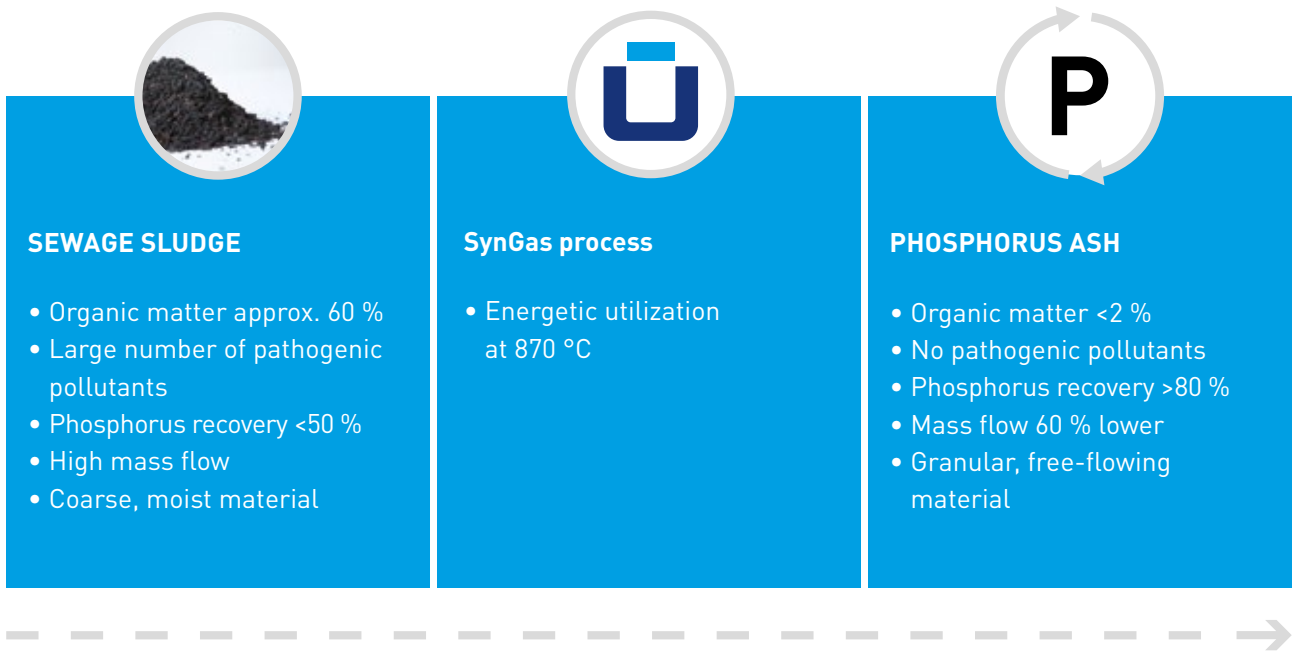 P
SEWAGE SLUDGE
• Organic matter approx. 60 %
• Large number of pathogenic
pollutants
• Phosphorus recovery <50 %
• High mass flow
• Coarse, moist material
SynGas process
• Energetic utilization
at 870 °C
PHOSPHORUS ASH
• Organic matter <2 %
• No pathogenic pollutants
• Phosphorus recovery >80 %
• Mass flow 60 % lower
• Granular, free-flowing
material